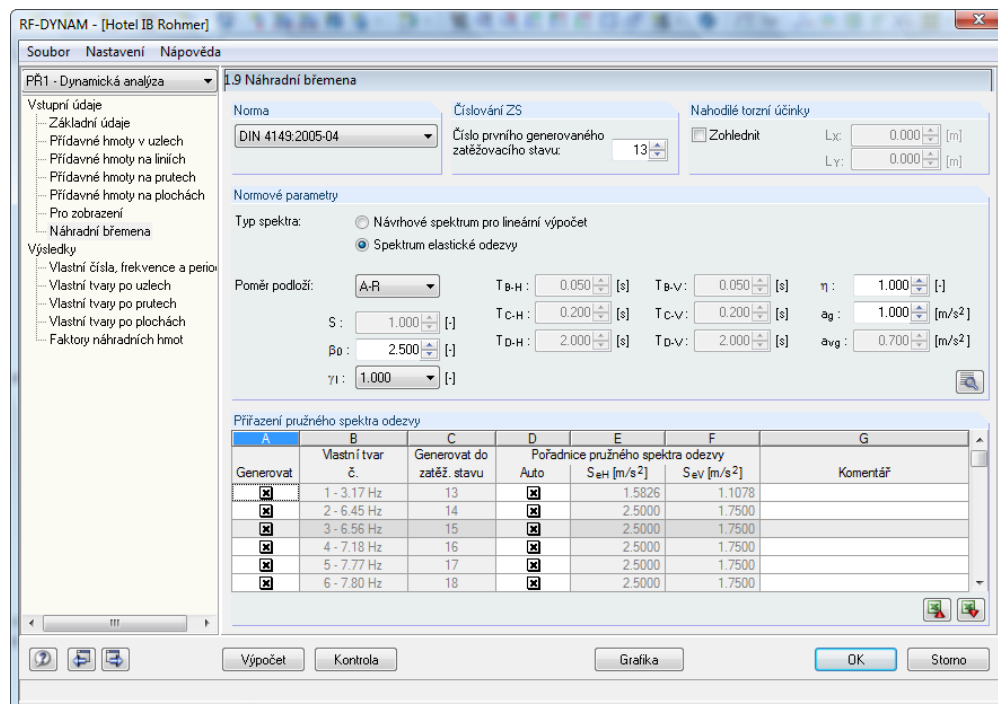 RF-DYNAM - [Hotel IB Rohmer]
Soubor Nastavení Nápověda
PŘ1 - Dynamická analýza
1.9 Náhradní břemena
Vstupní údaje
Základní údaje
Přídavné hmoty v uzlech
Přídavné hmoty na liniích
Přídavné hmoty na prutech
Přídavné hmoty na plochách
Pro zobrazení
Náhradní břemena
Výsledky
Vlastní čísla, frekvence a perio
Vlastní tvary po uzlech
Vlastní tvary po prutech
Vlastní tvary po plochách
Faktory náhradních hmot
Norma
DIN 4149:2005-04
Číslování ZS
Číslo prvního generovaného
zatěžovacího stavu: 13
Nahodilé torzní účinky
Zohlednit LX: 0.000 [m]
LY: 0.000 [m]
Normové parametry
Typ spektra: Návrhové spektrum pro lineární výpočet
Spektrum elastické odezvy
Poměr podloží: A-R TB-H : 0.050 [s] TB-V : 0.050 [s] η : 1.000 [-]
S : 1.000 [-] TC-H : 0.200 [s] TC-V : 0.200 [s] ag : 1.000 [m/s2]
β0 : 2.500 [-] TD-H : 2.000 [s] TD-V : 2.000 [s] avg : 0.700 [m/s2]
γI : 1.000 [-]
Přiřazení pružného spektra odezvy
A B C D E F G
Vlastní tvar Generovat do Pořadnice pružného spektra odezvy
Generovat č. zatěž. stavu Auto SeH [m/s2] SeV [m/s2] Komentář
1 - 3.17 Hz 13 1.5826 1.1078
2 - 6.45 Hz 14 2.5000 1.7500
3 - 6.56 Hz 15 2.5000 1.7500
4 - 7.18 Hz 16 2.5000 1.7500
5 - 7.77 Hz 17 2.5000 1.7500
6 - 7.80 Hz 18 2.5000 1.7500
Výpočet Kontrola Grafika OK Storno